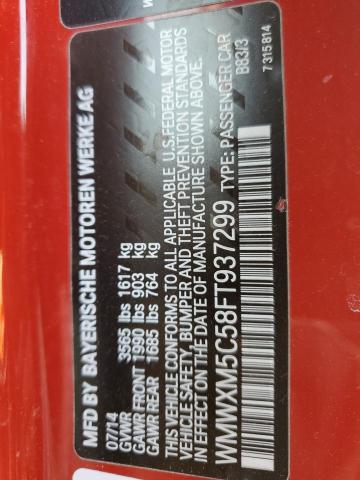 MFD BY BAYERISCHE MOTOREN WERKE AG
07/14
GVWR 3565 lbs 1617 kg
GAWR FRONT 1990 lbs 903 kg
GAWR REAR 1685 lbs 764 kg
THIS VEHICLE CONFORMS TO ALL APPLICABLE U.S.FEDERAL MOTOR
VEHICLE SAFETY, BUMPER AND THEFT PREVENTION STANDARDS
IN EFFECT ON THE DATE OF MANUFACTURE SHOWN ABOVE.
WMWXM5C58FT937299 TYPE: PASSENGER CAR
B83/3
7315814